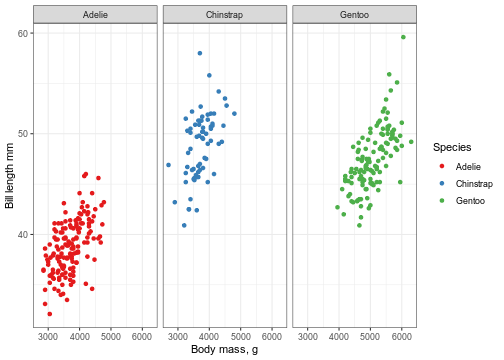 Adelie Chinstrap Gentoo
60
50
40
Bill length mm
3000 4000 5000 6000 3000 4000 5000 6000 3000 4000 5000 6000
Body mass, g
Species
Adelie
Chinstrap
Gentoo